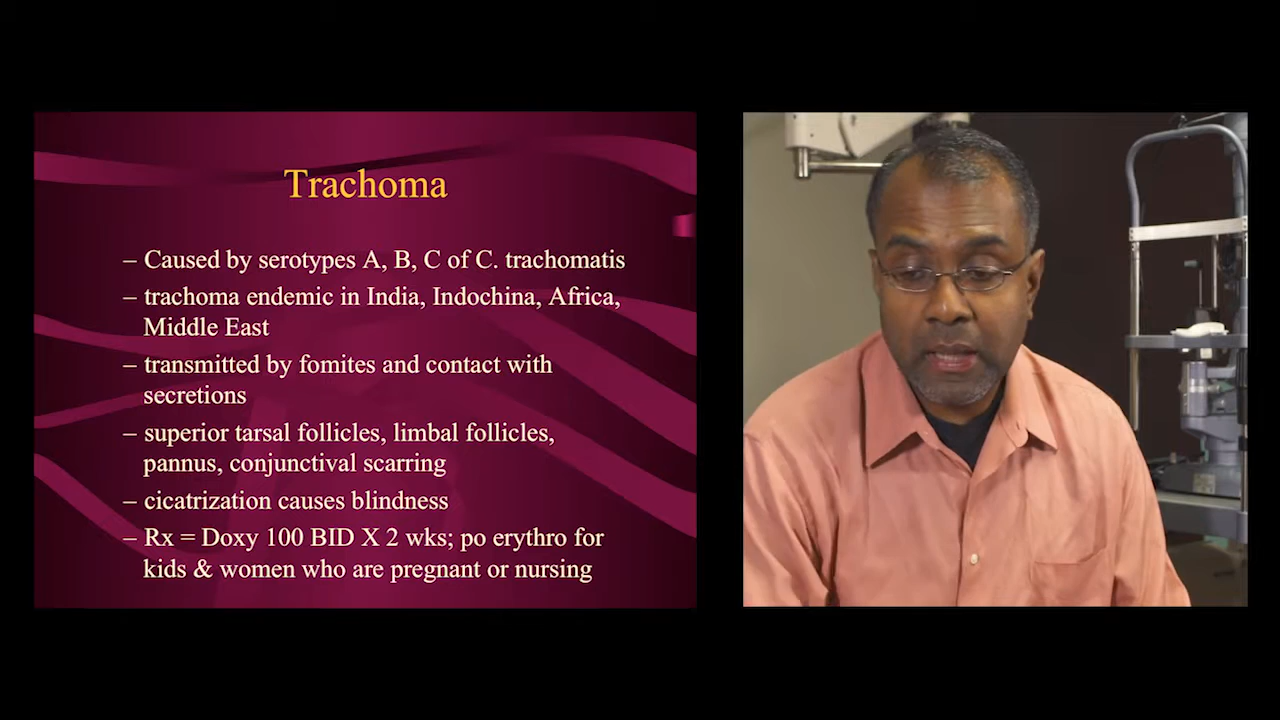 Trachoma
– Caused by serotypes A, B, C of C. trachomatis
– trachoma endemic in India, Indochina, Africa,
Middle East
– transmitted by fomites and contact with
secretions
– superior tarsal follicles, limbal follicles,
pannus, conjunctival scarring
– cicatrization causes blindness
– Rx = Doxy 100 BID X 2 wks; po erythro for
kids & women who are pregnant or nursing